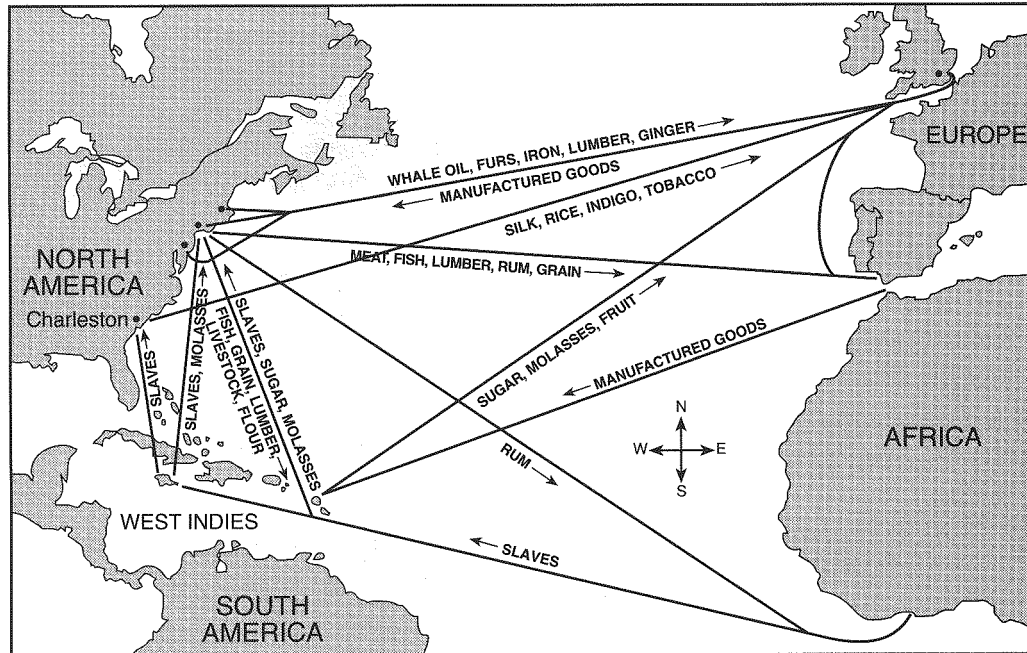 WHALE OIL, FURS, IRON, LUMBER, GINGER
MANUFACTURED GOODS
SILK, RICE, INDIGO, TOBACCO
EUROPE
NORTH
AMERICA
MEAT, FISH, LUMBER, RUM, GRAIN
Charleston
SLAVES
SLAVES, MOLASSES
SLAVES, SUGAR, MOLASSES
FISH, GRAIN, LUMBER,
LIVESTOCK, FLOUR
SUGAR, MOLASSES, FRUIT
MANUFACTURED GOODS
RUM
N
W
E
S
AFRICA
WEST INDIES
SLAVES
SOUTH
AMERICA